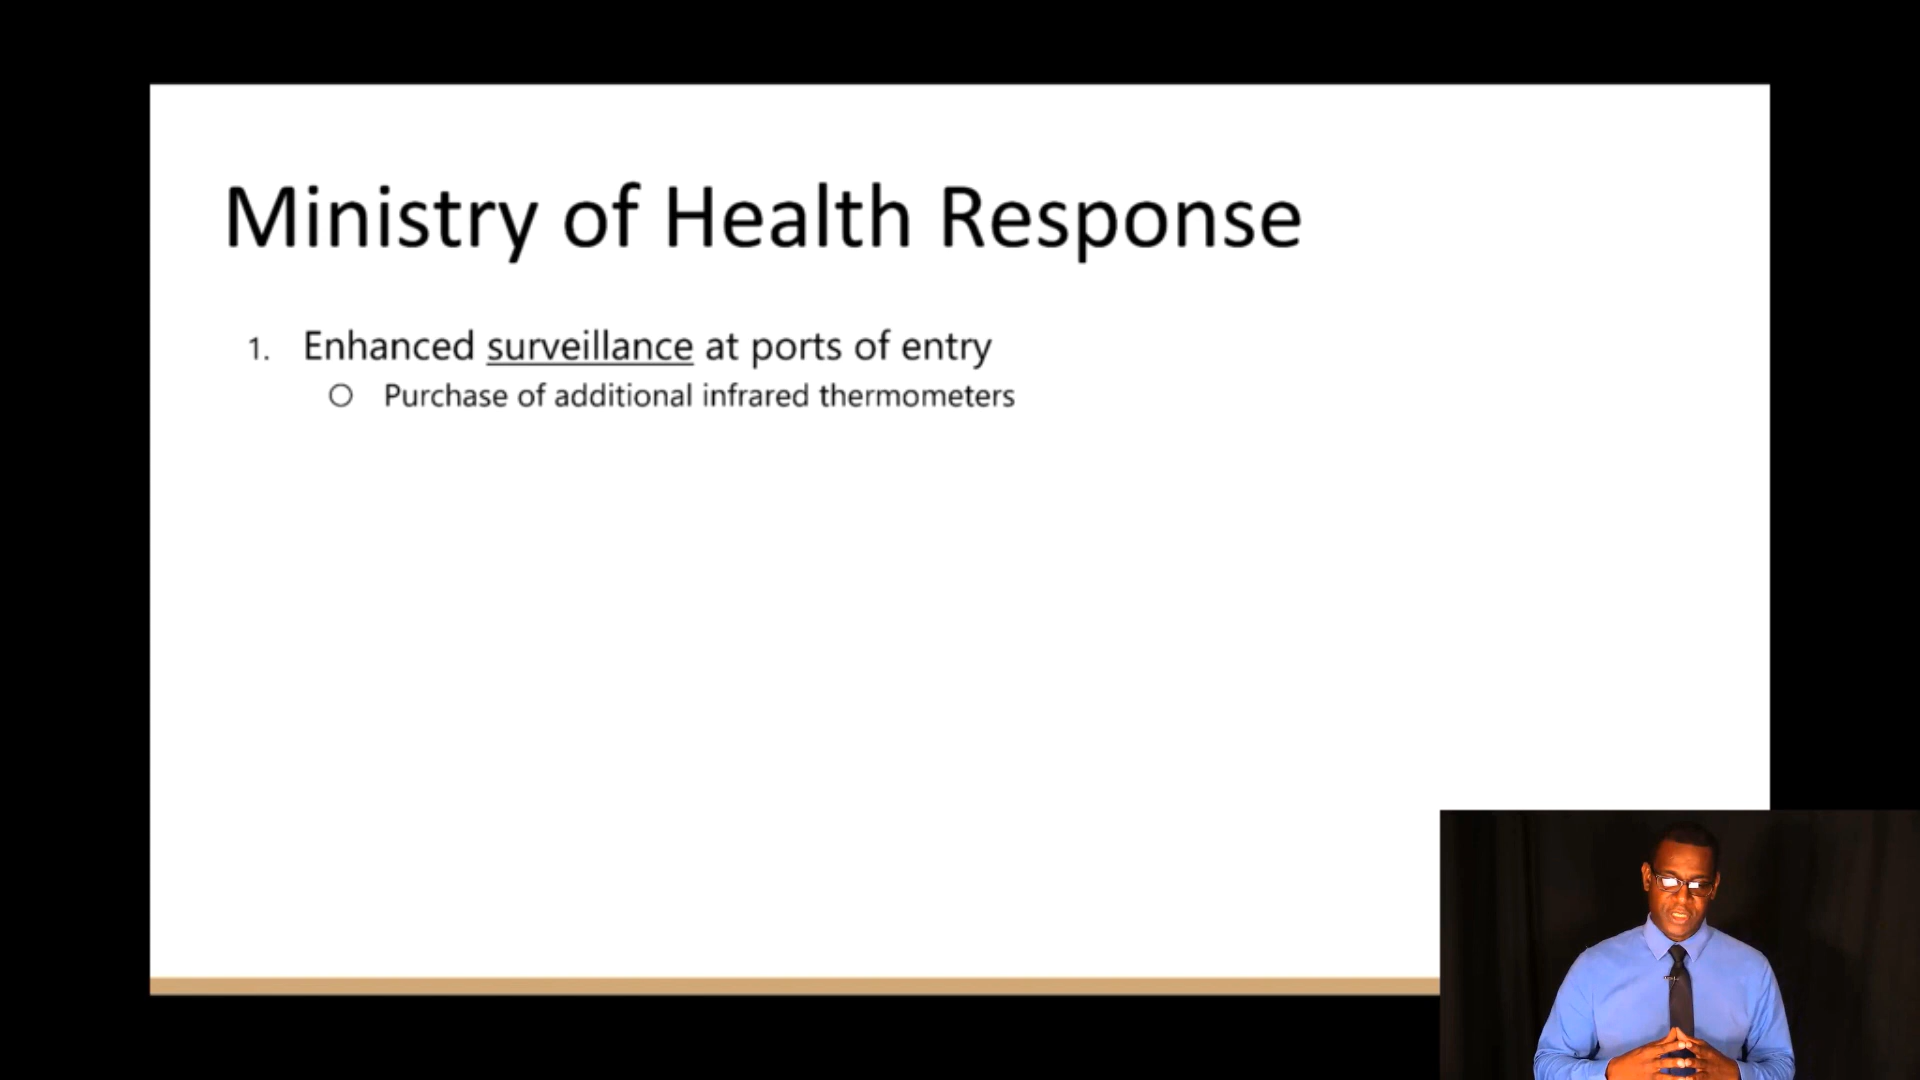 Ministry of Health Response
1. Enhanced surveillance at ports of entry
O Purchase of additional infrared thermometers